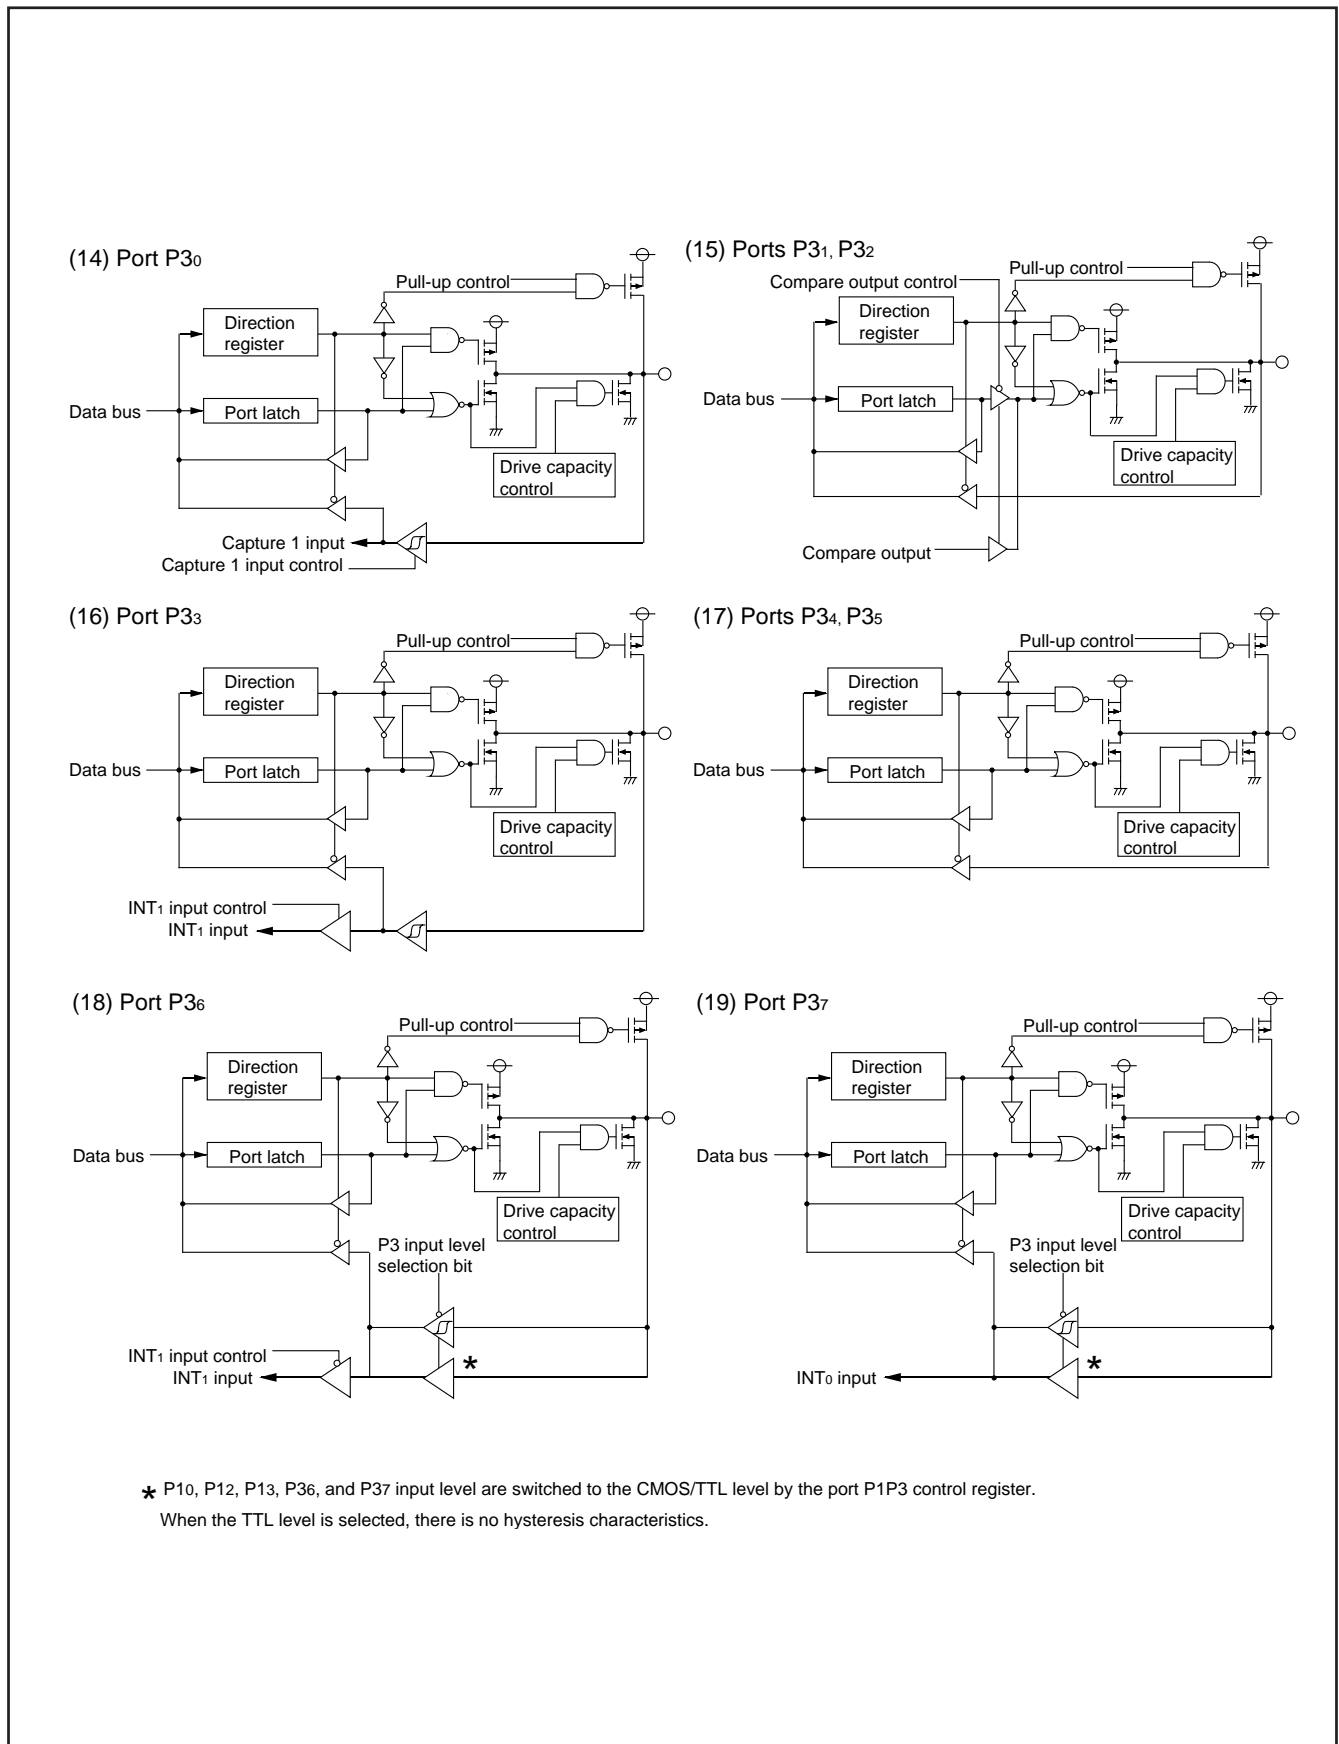 (14) Port P30
Pull-up control
Direction
register
Data bus
Port latch
Drive capacity
control
Capture 1 input
Capture 1 input control
(15) Ports P31, P32
Pull-up control
Compare output control
Direction
register
Data bus
Port latch
Drive capacity
control
Compare output
(16) Port P33
Pull-up control
Direction
register
Data bus
Port latch
Drive capacity
control
INT1 input control
INT1 input
(17) Ports P34, P35
Pull-up control
Direction
register
Data bus
Port latch
Drive capacity
control
(18) Port P36
Pull-up control
Direction
register
Data bus
Port latch
Drive capacity
control
P3 input level
selection bit
INT1 input control
INT1 input
*
(19) Port P37
Pull-up control
Direction
register
Data bus
Port latch
Drive capacity
control
P3 input level
selection bit
INT0 input
*
* P10, P12, P13, P36, and P37 input level are switched to the CMOS/TTL level by the port P1P3 control register.
When the TTL level is selected, there is no hysteresis characteristics.